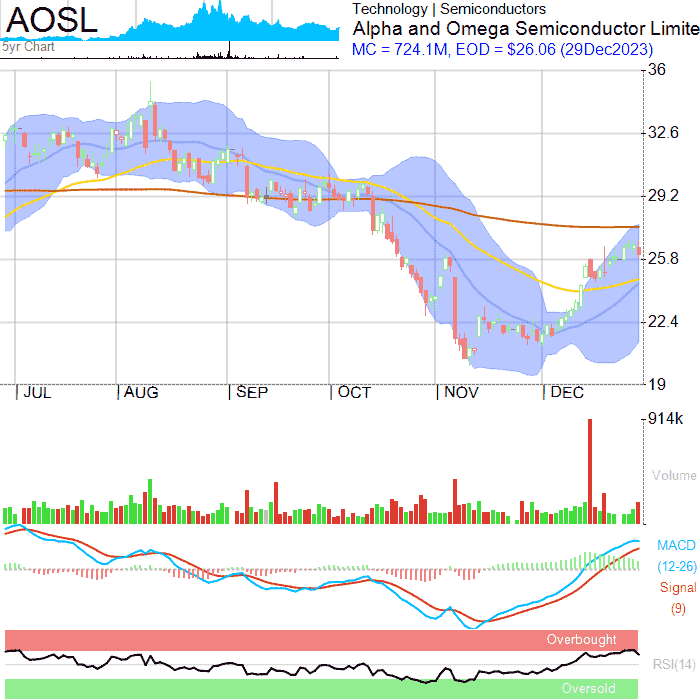 AOSL
5yr Chart
Technology | Semiconductors
Alpha and Omega Semiconductor Limite
MC = 724.1M, EOD = $26.06 (29Dec2023)
36
32.6
29.2
25.8
22.4
19
JUL AUG SEP OCT NOV DEC
914k
Volume
MACD
(12-26)
Signal
(9)
Overbought
RSI(14)
Oversold